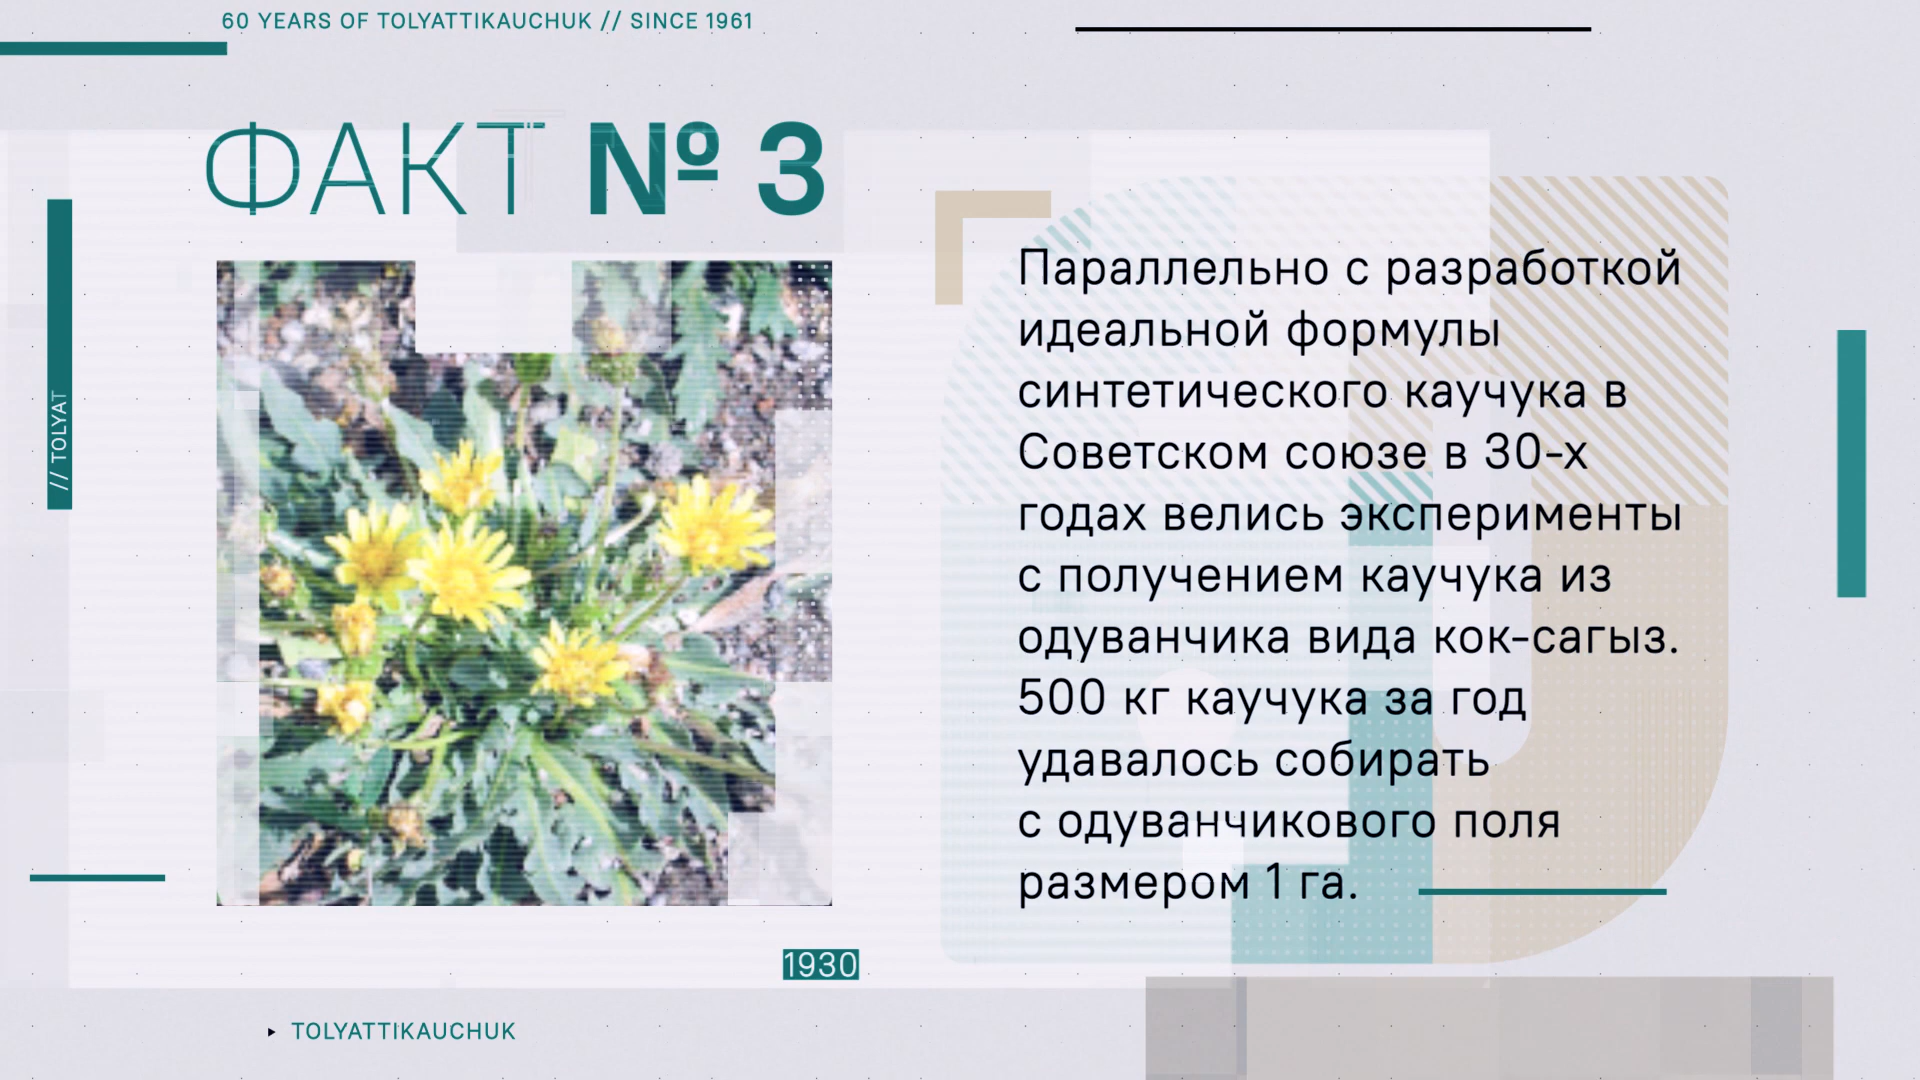 60 YEARS OF TOLYATTIKAUCHUK // SINCE 1961
ФАКТ № 3
// TOLYAT
Параллельно с разработкой
идеальной формулы
синтетического каучука в
Советском союзе в 30-х
годах велись эксперименты
с получением каучука из
одуванчика вида кок-сагыз.
500 кг каучука за год
удавалось собирать
с одуванчикового поля
размером 1 га.
1930
TOLYATTIKAUCHUK